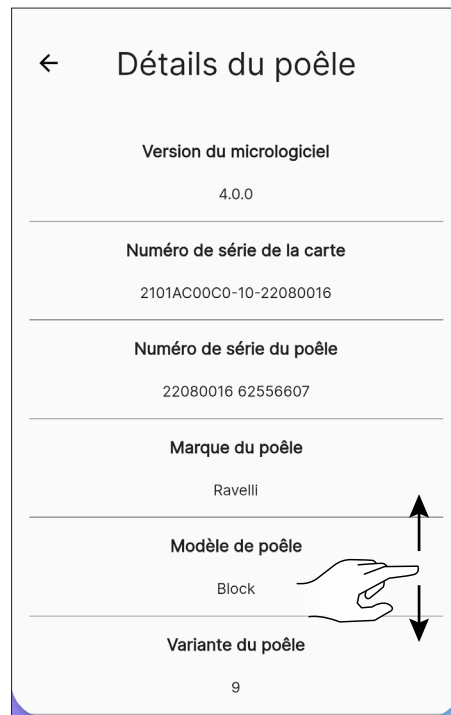 Détails du poêle
Version du micrologiciel
4.0.0
Numéro de série de la carte
2101AC00C0-10-22080016
Numéro de série du poêle
22080016 62556607
Marque du poêle
Ravelli
Modèle de poêle
Block
Variante du poêle
9